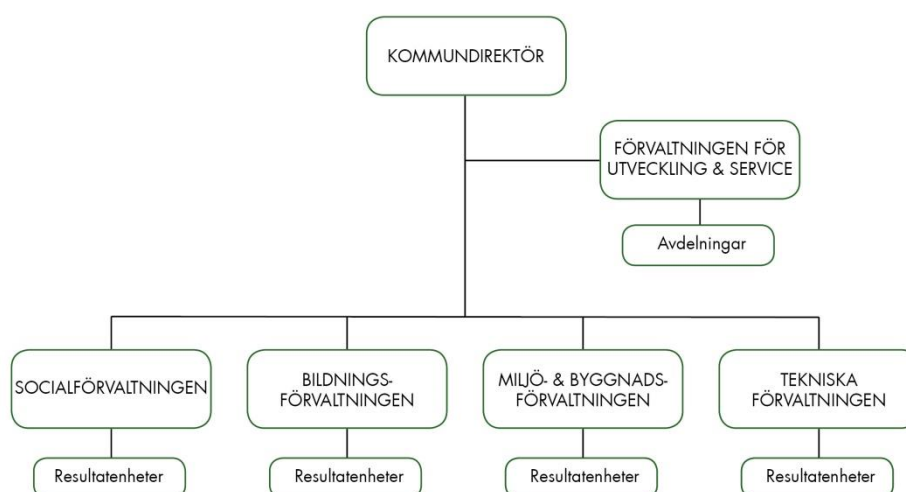 KOMMUNDIREKTÖR
FÖRVALTNINGEN FÖR
UTVECKLING & SERVICE
Avdelningar
SOCIALFÖRVALTNINGEN
BILDNINGS-
FÖRVALTNINGEN
MILJÖ- & BYGGNADS-
FÖRVALTNINGEN
TEKNISKA
FÖRVALTNINGEN
Resultatenheter
Resultatenheter
Resultatenheter
Resultatenheter